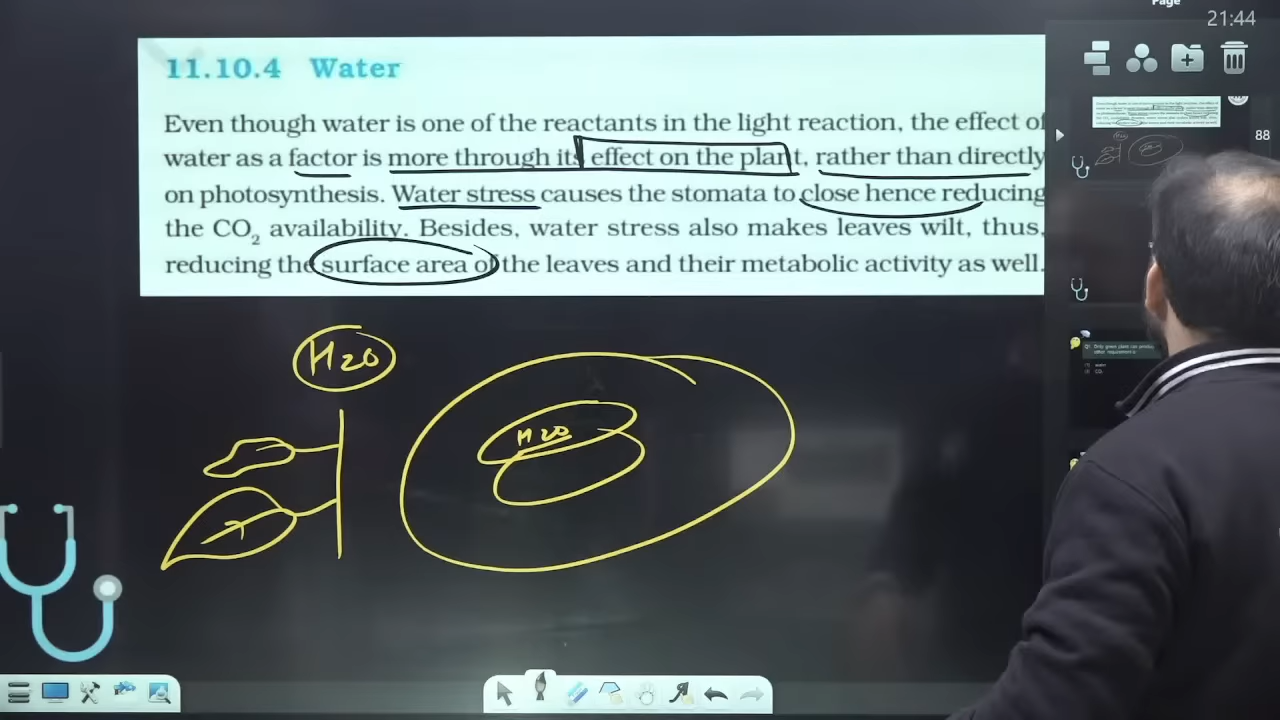 Page
21:44
11.10.4 Water
Even though water is one of the reactants in the light reaction, the effect of
water as a factor is more through its effect on the plant, rather than directly
on photosynthesis. Water stress causes the stomata to close hence reducing
the CO2 availability. Besides, water stress also makes leaves wilt, thus,
reducing the surface area of the leaves and their metabolic activity as well.
88
H2O
H2O